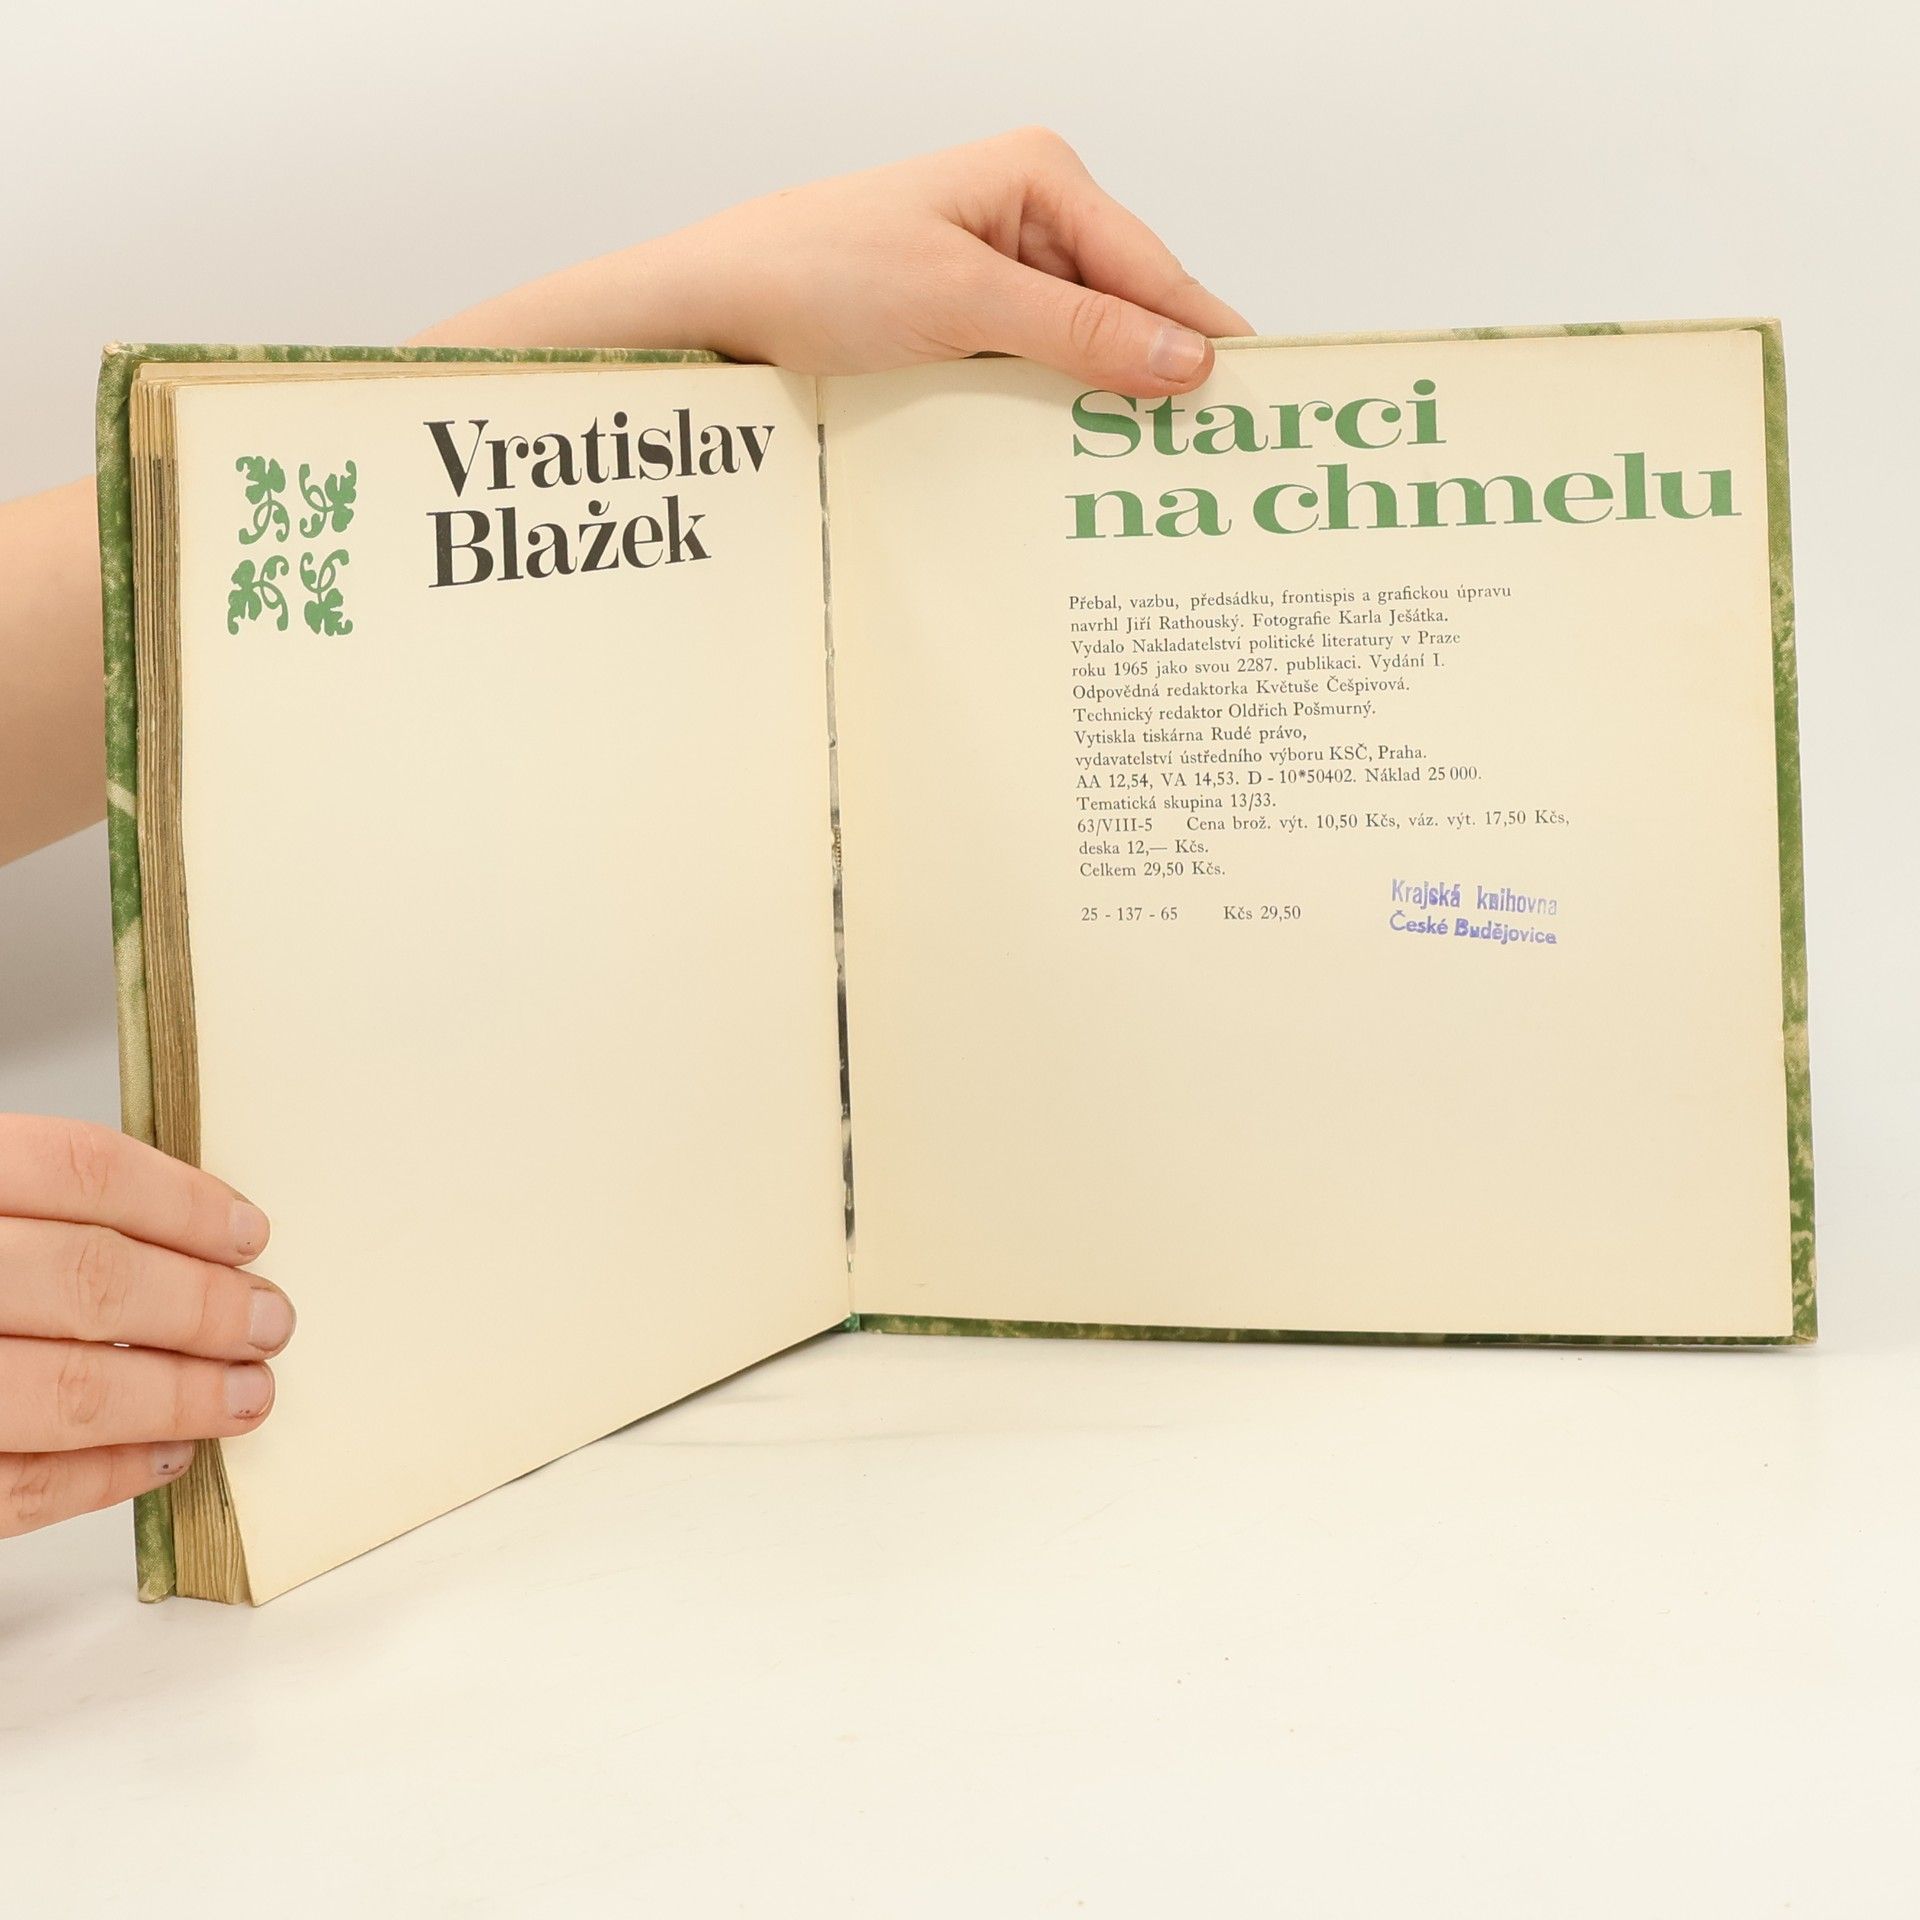 Vratislav
Blažek
Starci
na chmelu
Přebal, vazbu, předsádku, frontispis a grafickou úpravu
navrhl Jiří Rathouský. Fotografie Karla Ješátka.
Vydalo Nakladatelství politické literatury v Praze
roku 1965 jako svou 2287. publikaci. Vydání I.
Odpovědná redaktorka Květuše Češpivová.
Technický redaktor Oldřich Pošmurný.
Vytiskla tiskárna Rudé právo,
vydavatelství ústředního výboru KSČ, Praha.
AA 12,54, VA 14,53. D - 10*50402. Náklad 25 000.
Tematická skupina 13/33.
63/VIII-5 Cena brož. výt. 10,50 Kčs, váz. výt. 17,50 Kčs,
deska 12,— Kčs.
Celkem 29,50 Kčs.
25 - 137 - 65 Kčs 29,50
Krajská knihovna
České Budějovice